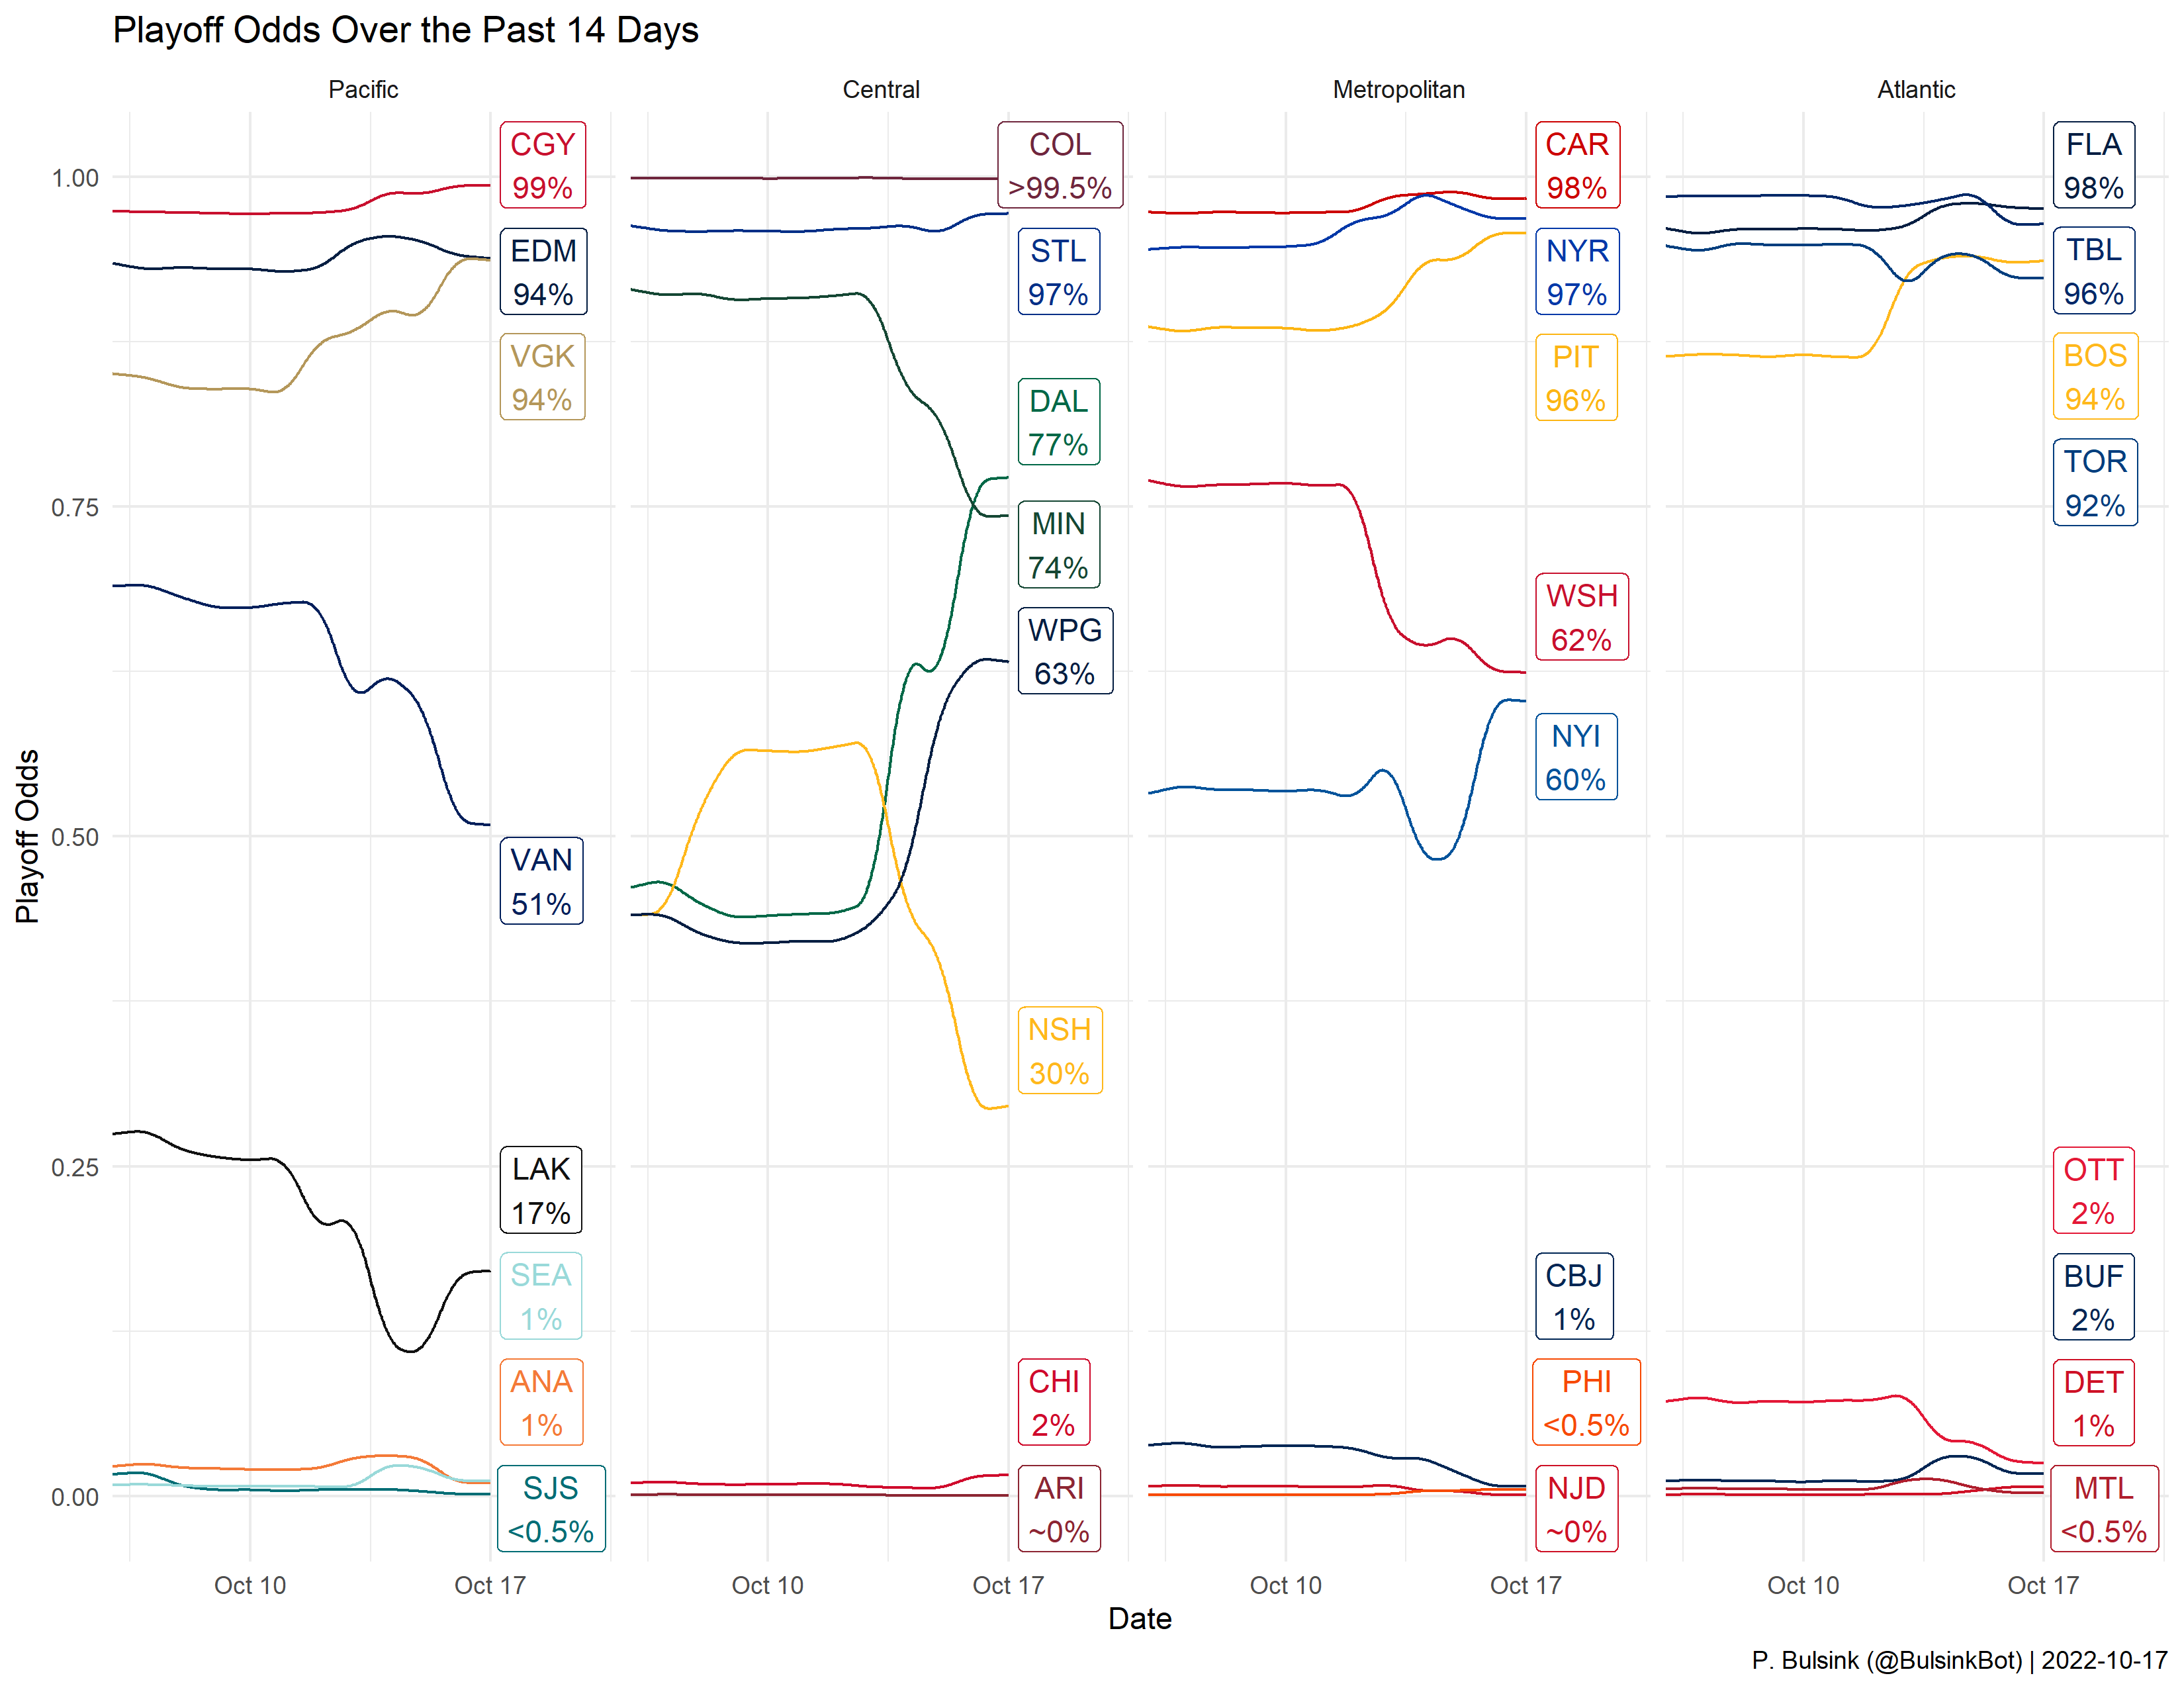 Playoff Odds Over the Past 14 Days
Pacific
Central
Metropolitan
Atlantic
Playoff Odds
1.00
0.75
0.50
0.25
0.00
CGY
99%
EDM
94%
VGK
94%
VAN
51%
LAK
17%
SEA
1%
ANA
1%
SJS
<0.5%
COL
>99.5%
STL
97%
DAL
77%
MIN
74%
WPG
63%
NSH
30%
CHI
2%
ARI
~0%
CAR
98%
NYR
97%
PIT
96%
WSH
62%
NYI
60%
CBJ
1%
PHI
<0.5%
NJD
~0%
FLA
98%
TBL
96%
BOS
94%
TOR
92%
OTT
2%
BUF
2%
DET
1%
MTL
<0.5%
Oct 10
Oct 17
Oct 10
Oct 17
Oct 10
Oct 17
Oct 10
Oct 17
Date
P. Bulsink (@BulsinkBot) | 2022-10-17